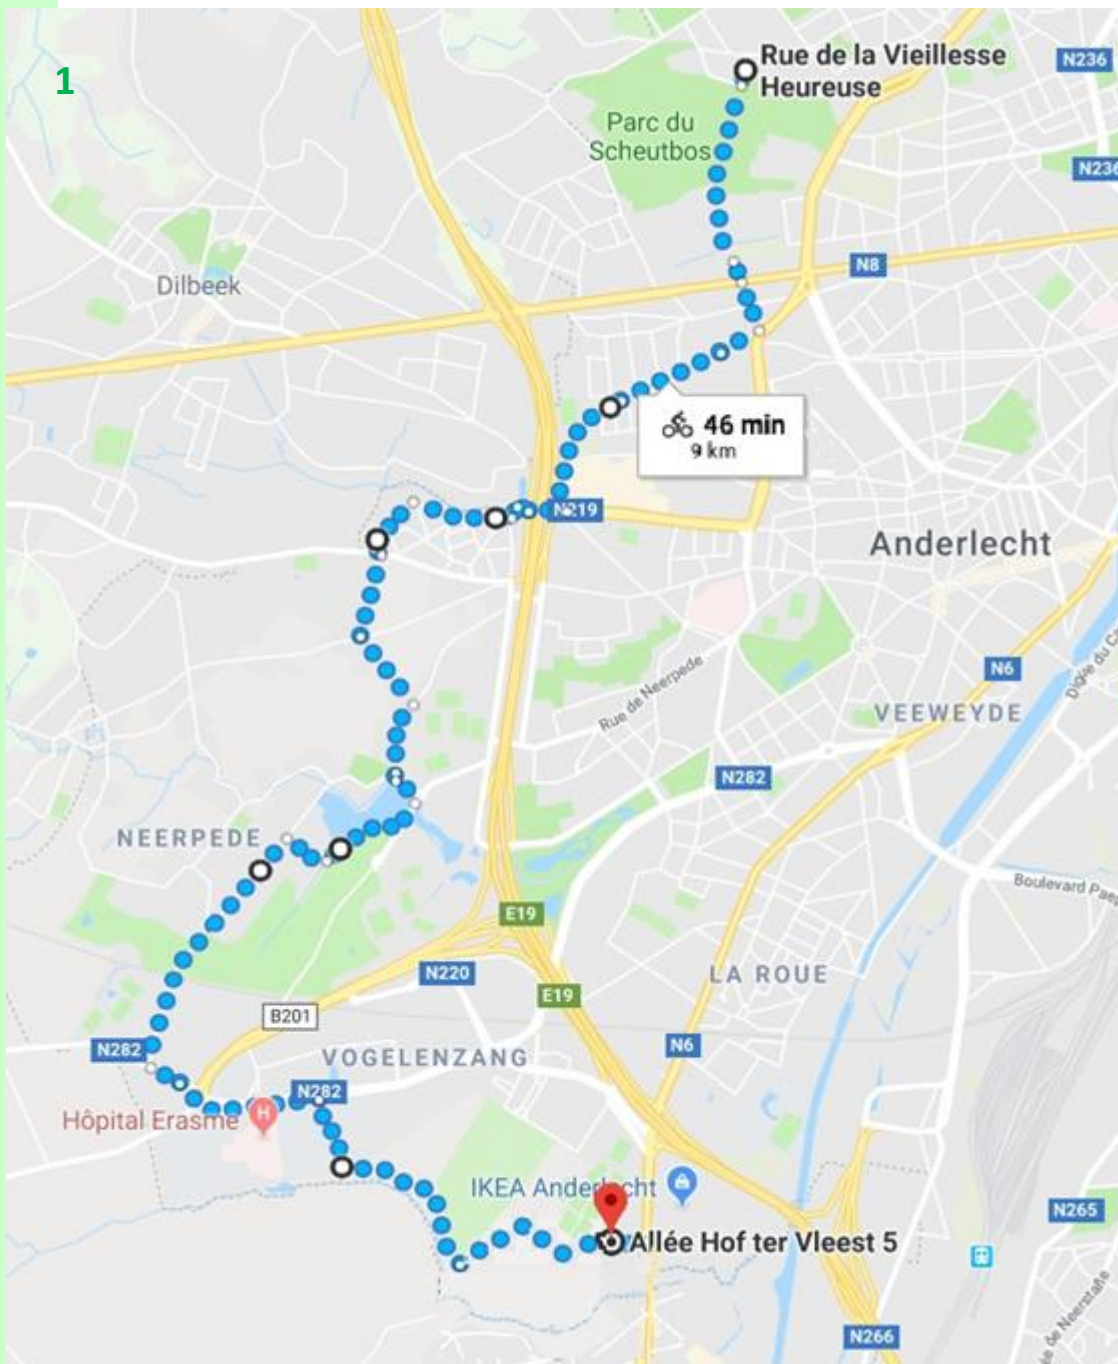 1
Rue de la Vieillesse
Heureuse
N236
Parc du
Scheutbos
N236
N8
Dilbeek
46 min
9 km
N219
Anderlecht
N6
Rue de Neerpede
VEEWEYDE
N282
NEERPEDE
Boulevard
E19
N220
LA ROUE
E19
B201
N282
VOGELENZANG
N6
N282
Hôpital Erasme
H
IKEA Anderlecht
N265
Allée Hof ter Vleest 5
N266